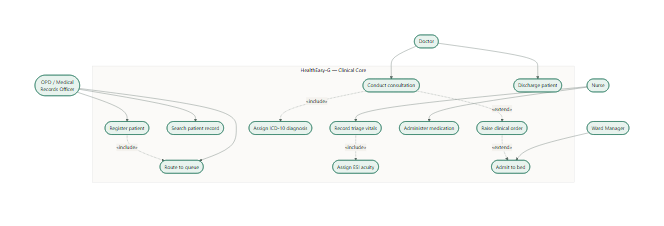 Doctor
HealthEasy-G — Clinical Core
OPD / Medical
Records Officer
Conduct consultation
Discharge patient
Nurse
«include»
«extend»
Register patient
Search patient record
Assign ICD-10 diagnosis
Record triage vitals
Administer medication
Raise clinical order
Ward Manager
«include»
«include»
«extend»
Route to queue
Assign ESI acuity
Admit to bed